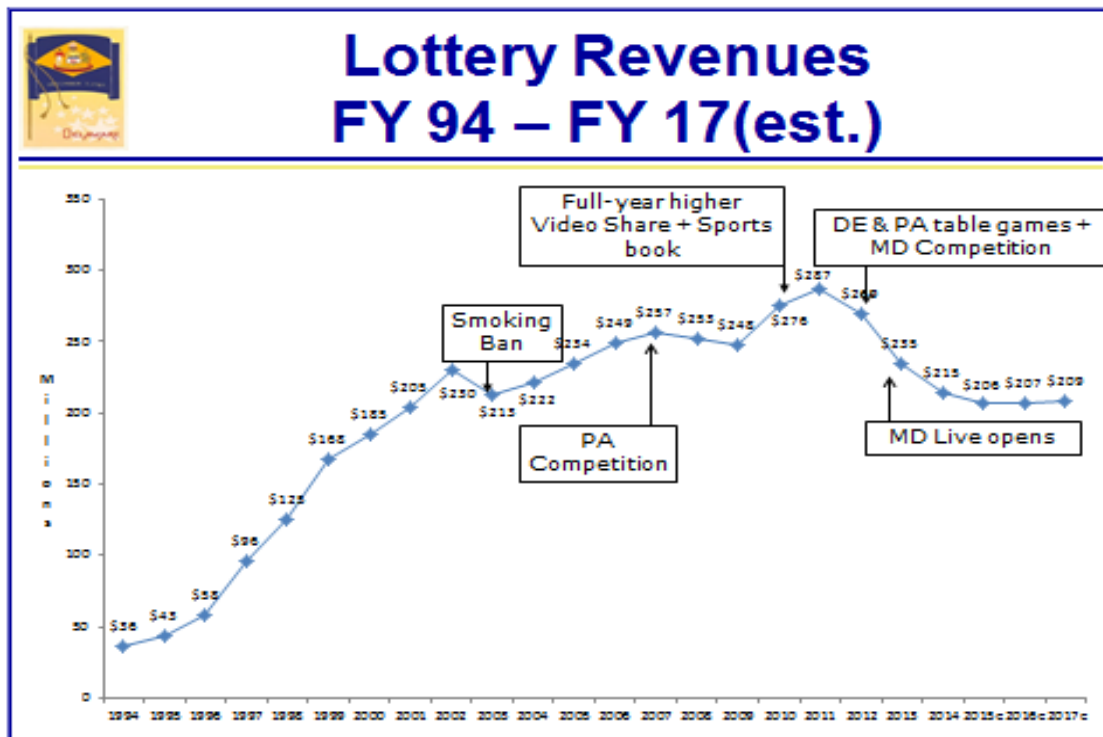 Lottery Revenues
FY 94 – FY 17(est.)
Delaware
Millions
350
300
250
200
150
100
50
0
$36
$43
$58
$96
$125
$168
$185
$205
$230
$213
$222
$234
$249
$257
$253
$248
$276
$287
$269
$235
$215
$206
$207
$209
Smoking
Ban
PA
Competition
Full-year higher
Video Share + Sports
book
DE & PA table games +
MD Competition
MD Live opens
1994 1995 1996 1997 1998 1999 2000 2001 2002 2003 2004 2005 2006 2007 2008 2009 2010 2011 2012 2013 2014 2015e 2016e 2017e